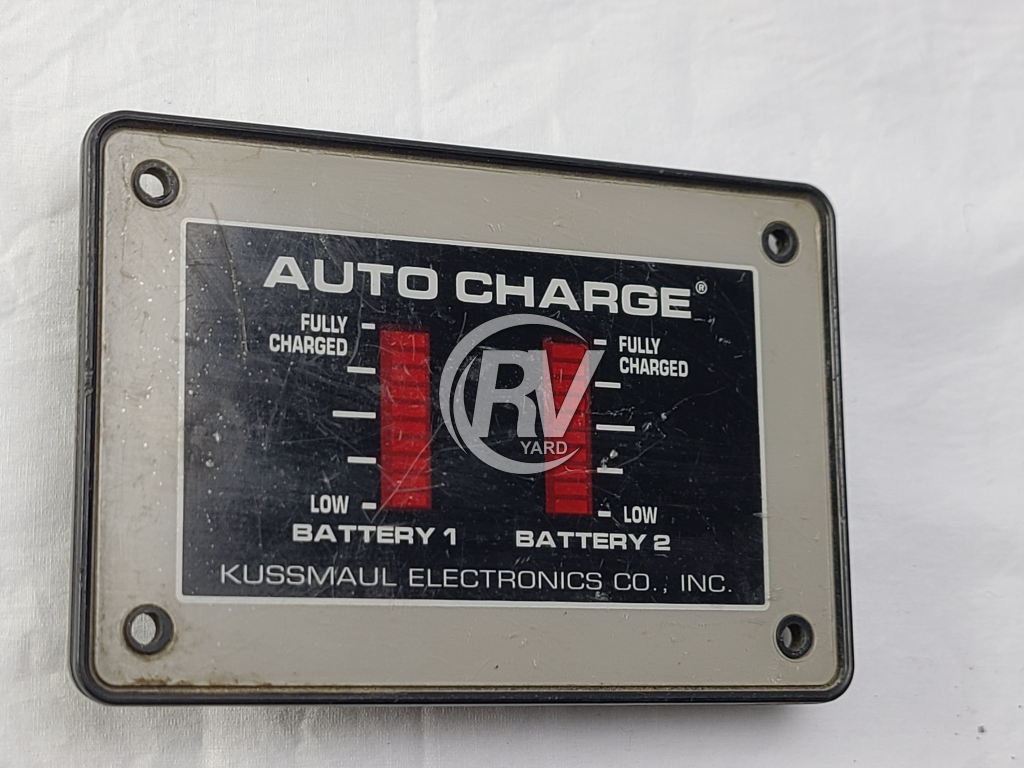 AUTO CHARGE®
FULLY
CHARGED
FULLY
CHARGED
RV
YARD
LOW
LOW
BATTERY 1
BATTERY 2
KUSSMAUL ELECTRONICS CO., INC.